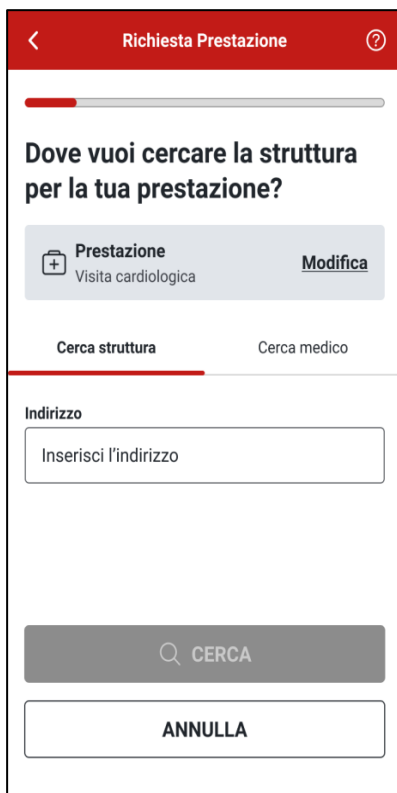 Richiesta Prestazione
Dove vuoi cercare la struttura
per la tua prestazione?
Prestazione
Visita cardiologica
Modifica
Cerca struttura
Cerca medico
Indirizzo
Inserisci l'indirizzo
CERCA
ANNULLA